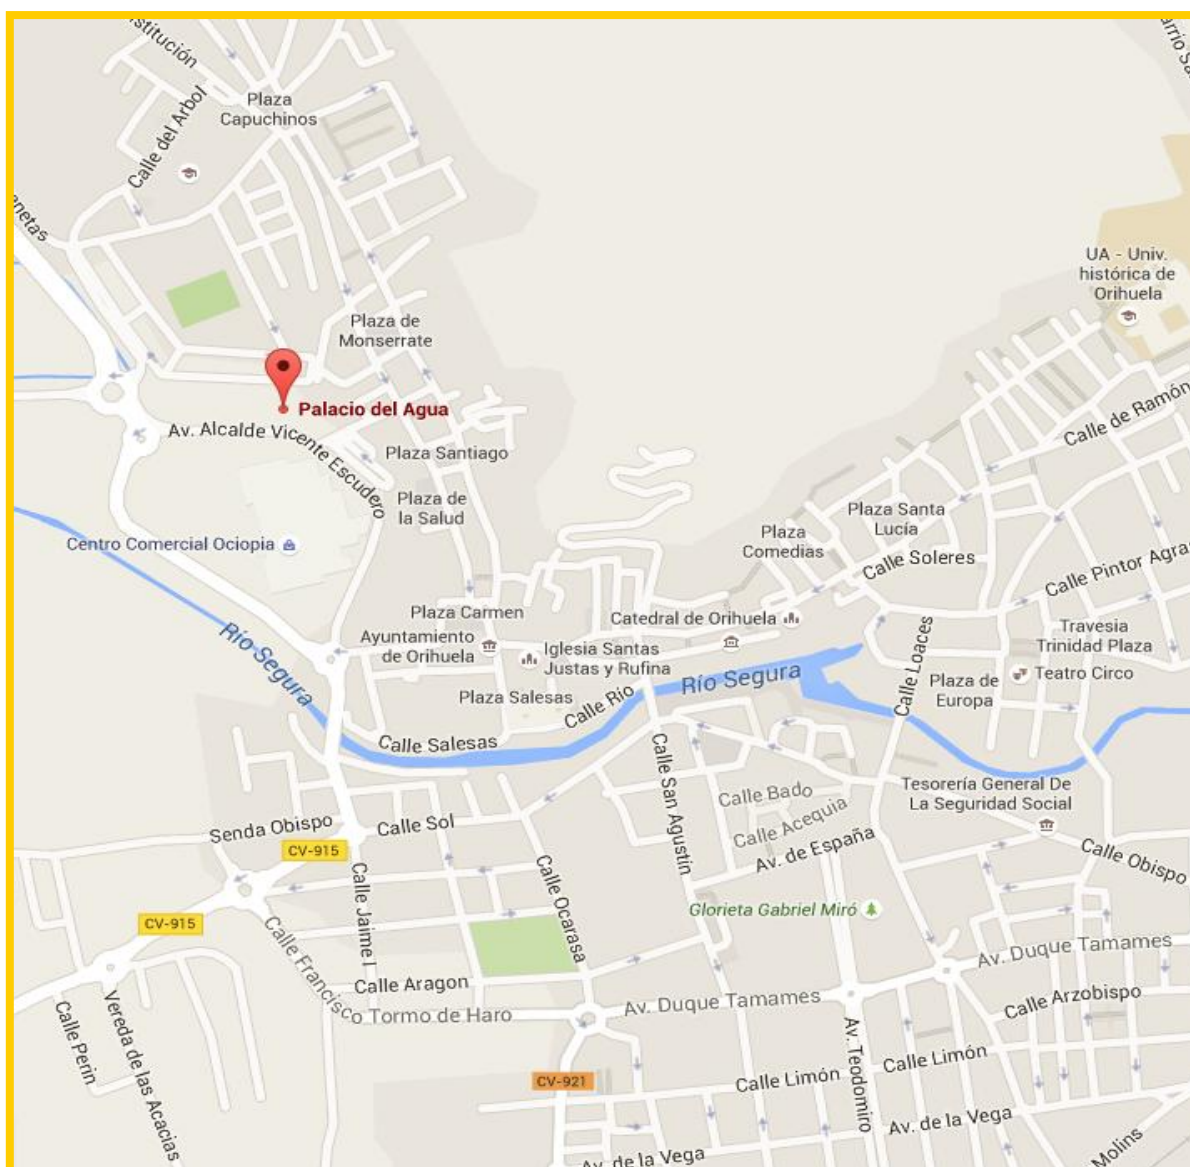 nstitución
arrio Sa
Plaza
Capuchinos
Calle del Arbol
enetas
UA - Univ.
histórica de
Orihuela
Plaza de
Monserrate
Palacio del Agua
Calle de Ramón
Av. Alcalde Vicente Escudero
Plaza Santiago
Plaza de
la Salud
Plaza Santa
Lucía
Plaza
Comedias
Centro Comercial Ociopia
Calle Soleres
Calle Pintor Agra
Plaza Carmen
Catedral de Orihuela
Ayuntamiento
de Orihuela
Río Segura
Iglesia Santas
Justas y Rufina
Calle Loaces
Travesia
Trinidad Plaza
Teatro Circo
Río Segura
Plaza de
Europa
Plaza Salesas
Calle Río
Calle Salesas
Calle San Agustín
Tesorería General De
La Seguridad Social
Calle Bado
Calle Acequia
Senda Obispo
Calle Sol
Av. de España
CV-915
Calle Obispo
Calle Jaime I
Calle Ocarasa
Glorieta Gabriel Miró
CV-915
Calle Francisco Tormo de Haro
Av. Duque Tamames
Calle Aragon
Calle Perin
Vereda de las Acacias
Av. Duque Tamames
Calle Arzobispo
Av. Teodomiro
Calle Limón
CV-921
Calle Limón
Av. de la Vega
Av. de la Vega
Molins